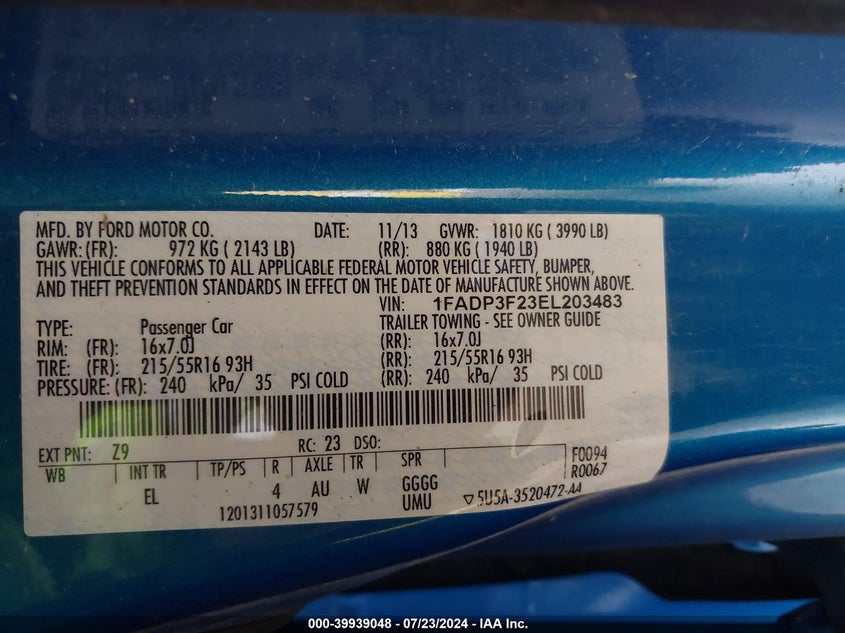 MFD. BY FORD MOTOR CO. DATE: 11/13 GVWR: 1810 KG ( 3990 LB)
GAWR: (FR): 972 KG ( 2143 LB) (RR): 880 KG ( 1940 LB)
THIS VEHICLE CONFORMS TO ALL APPLICABLE FEDERAL MOTOR VEHICLE SAFETY, BUMPER,
AND THEFT PREVENTION STANDARDS IN EFFECT ON THE DATE OF MANUFACTURE SHOWN ABOVE.
VIN: 1FADP3F23EL203483
TYPE: Passenger Car TRAILER TOWING - SEE OWNER GUIDE
RIM: (FR): 16x7.0J (RR): 16x7.0J
TIRE: (FR): 215/55R16 93H (RR): 215/55R16 93H
PRESSURE: (FR): 240 kPa/ 35 PSI COLD (RR): 240 kPa/ 35 PSI COLD
EXT PNT: Z9 RC: 23 DSO: F0094
WB INT TR TP/PS R AXLE TR SPR R0067
EL 4 AU W GGGG
1201311057579 UMU 5U5A-3520472-AA
000-39939048 - 07/23/2024 - IAA Inc.